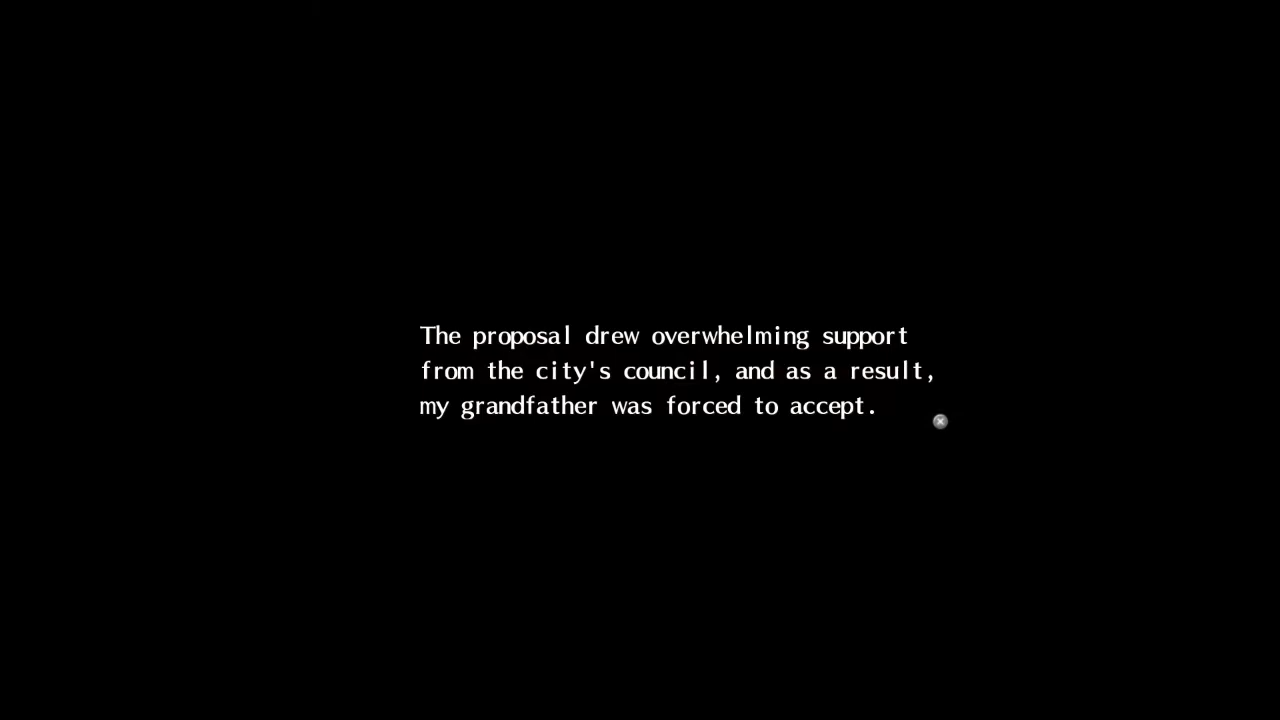 The proposal drew overwhelming support
from the city's council, and as a result,
my grandfather was forced to accept.